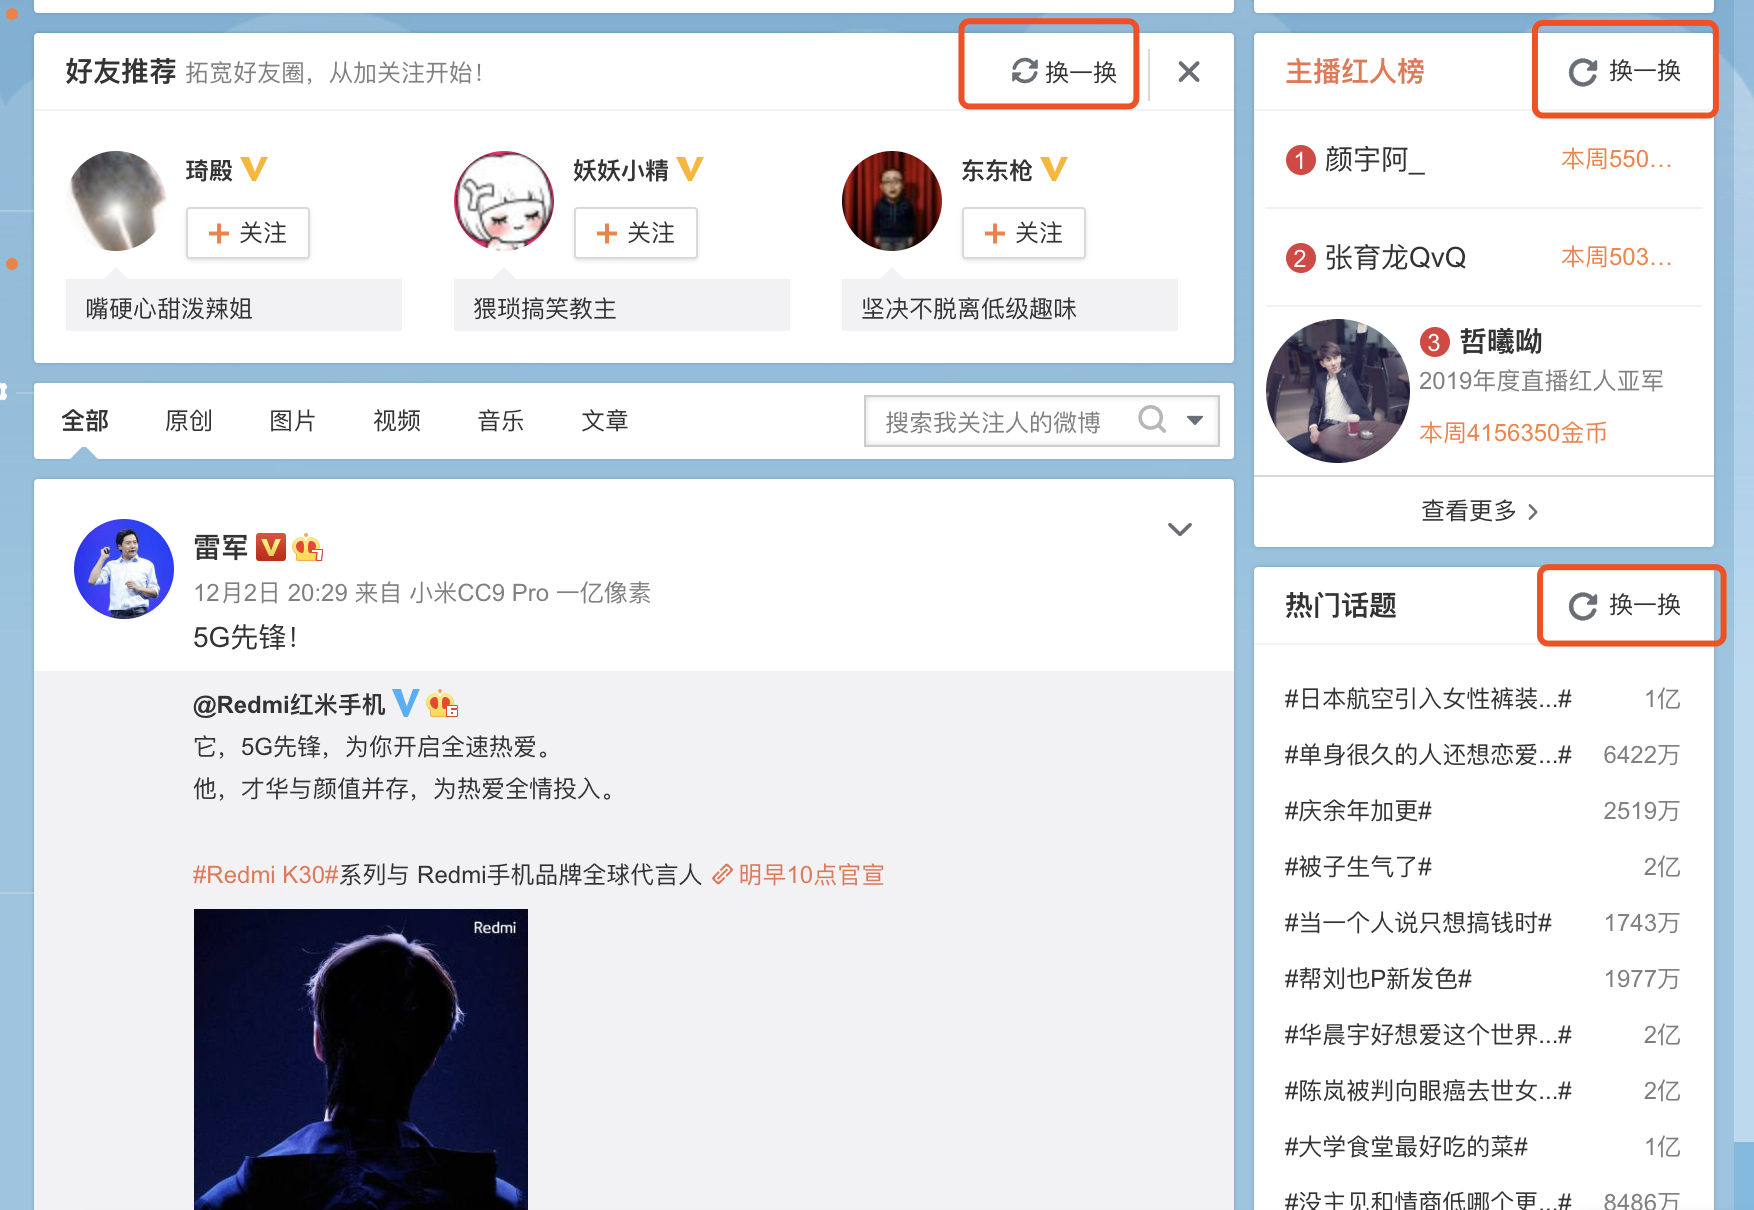 好友推荐 拓宽好友圈，从加关注开始！ 换一换
琦殿
+ 关注
嘴硬心甜泼辣姐
妖妖小精
+ 关注
猥琐搞笑教主
东东枪
+ 关注
坚决不脱离低级趣味
全部 原创 图片 视频 音乐 文章 搜索我关注人的微博
雷军 V 7
12月2日 20:29 来自 小米CC9 Pro 一亿像素
5G先锋！
@Redmi红米手机 V 6
它，5G先锋，为你开启全速热爱。
他，才华与颜值并存，为热爱全情投入。
#Redmi K30#系列与 Redmi手机品牌全球代言人 明早10点官宣
Redmi
主播红人榜 换一换
1 颜宇阿_ 本周550...
2 张育龙QvQ 本周503...
3 哲曦呦
2019年度直播红人亚军
本周4156350金币
查看更多 >
热门话题 换一换
#日本航空引入女性裤装...# 1亿
#单身很久的人还想恋爱...# 6422万
#庆余年加更# 2519万
#被子生气了# 2亿
#当一个人说只想搞钱时# 1743万
#帮刘也P新发色# 1977万
#华晨宇好想爱这个世界...# 2亿
#陈岚被判向眼癌去世女...# 2亿
#大学食堂最好吃的菜# 1亿
#没主见和情商低哪个更...# 8486万